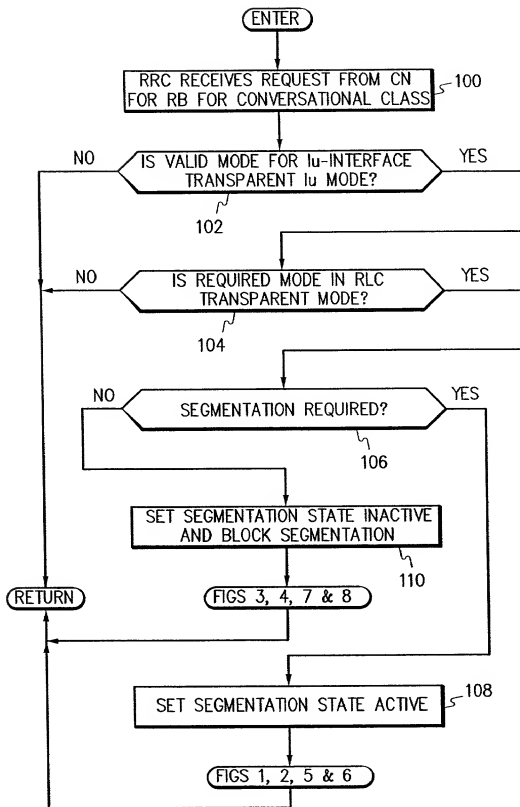 ENTER
RRC RECEIVES REQUEST FROM CN
FOR RB FOR CONVERSATIONAL CLASS
100
NO
IS VALID MODE FOR Iu-INTERFACE
TRANSPARENT Iu MODE?
YES
102
NO
IS REQUIRED MODE IN RLC
TRANSPARENT MODE?
YES
104
NO
SEGMENTATION REQUIRED?
YES
106
SET SEGMENTATION STATE INACTIVE
AND BLOCK SEGMENTATION
110
RETURN
FIGS 3, 4, 7 & 8
SET SEGMENTATION STATE ACTIVE
108
FIGS 1, 2, 5 & 6